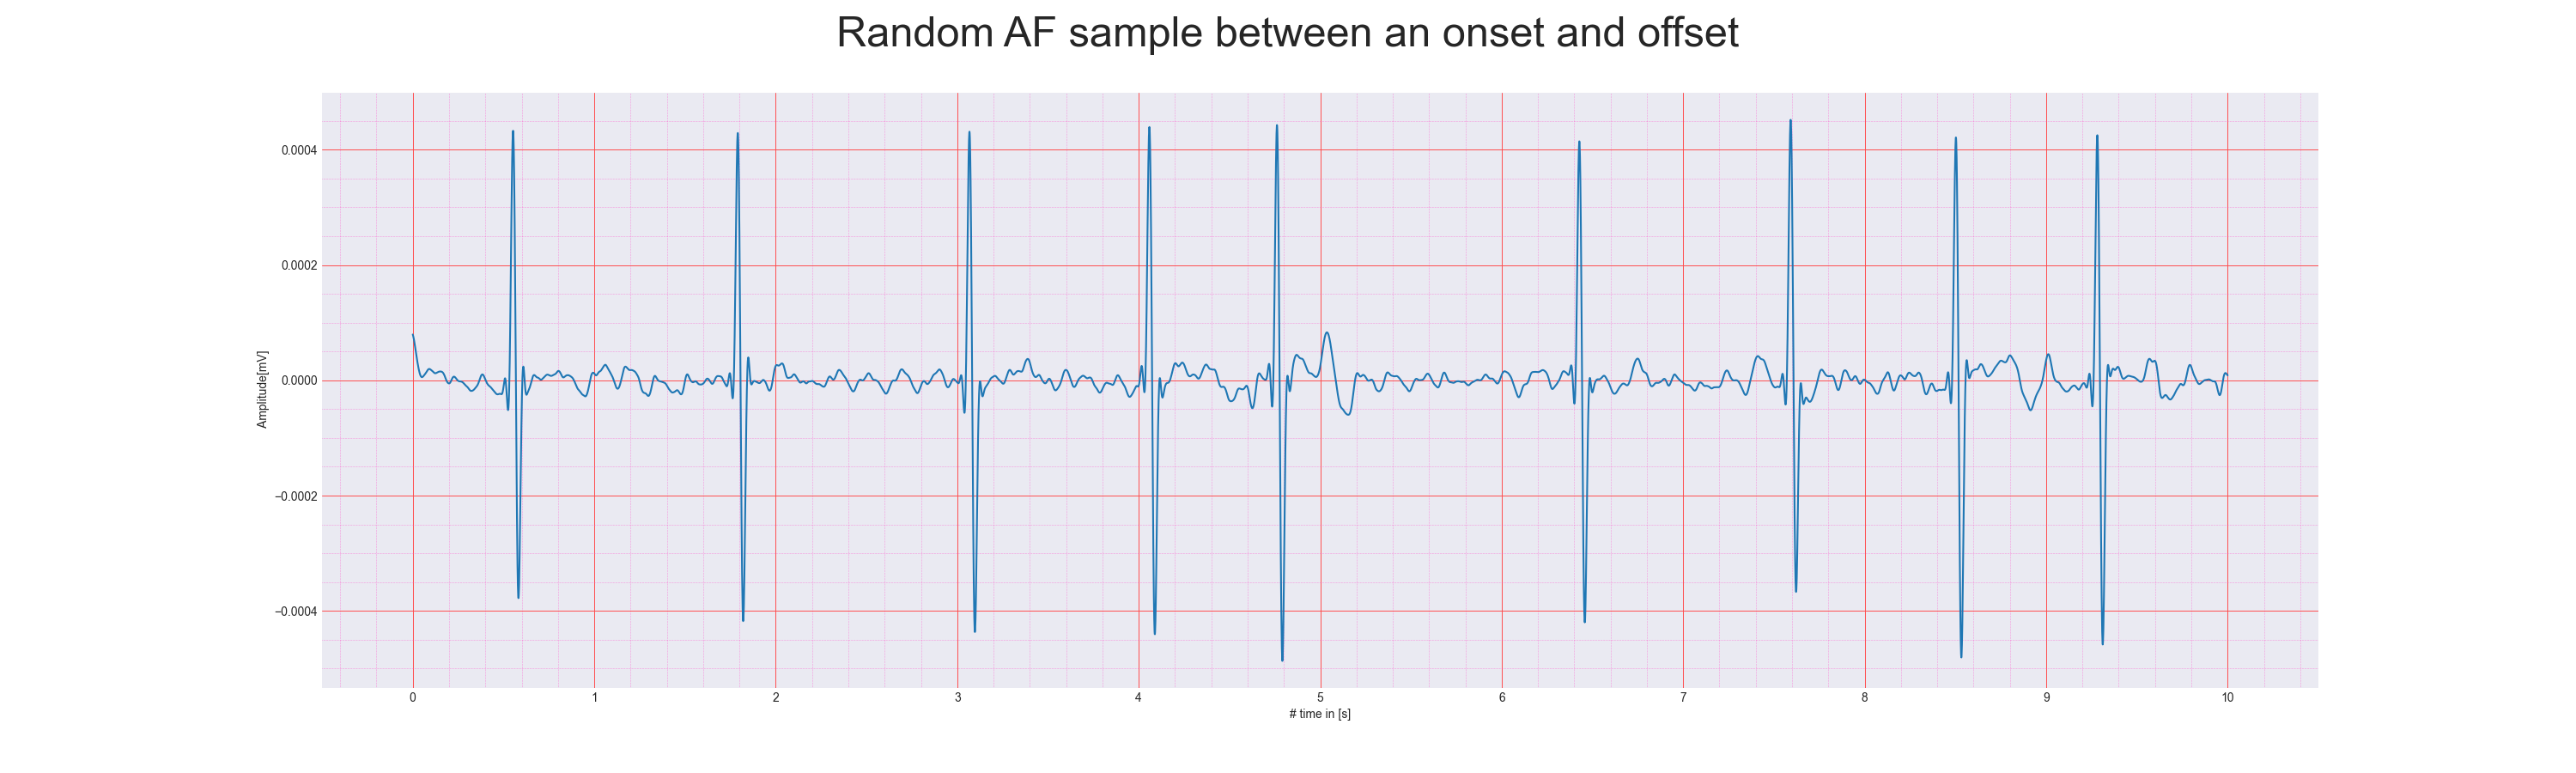 Random AF sample between an onset and offset
Amplitude[mV]
0.0004
0.0002
0.0000
−0.0002
−0.0004
0 1 2 3 4 5 6 7 8 9 10
# time in [s]